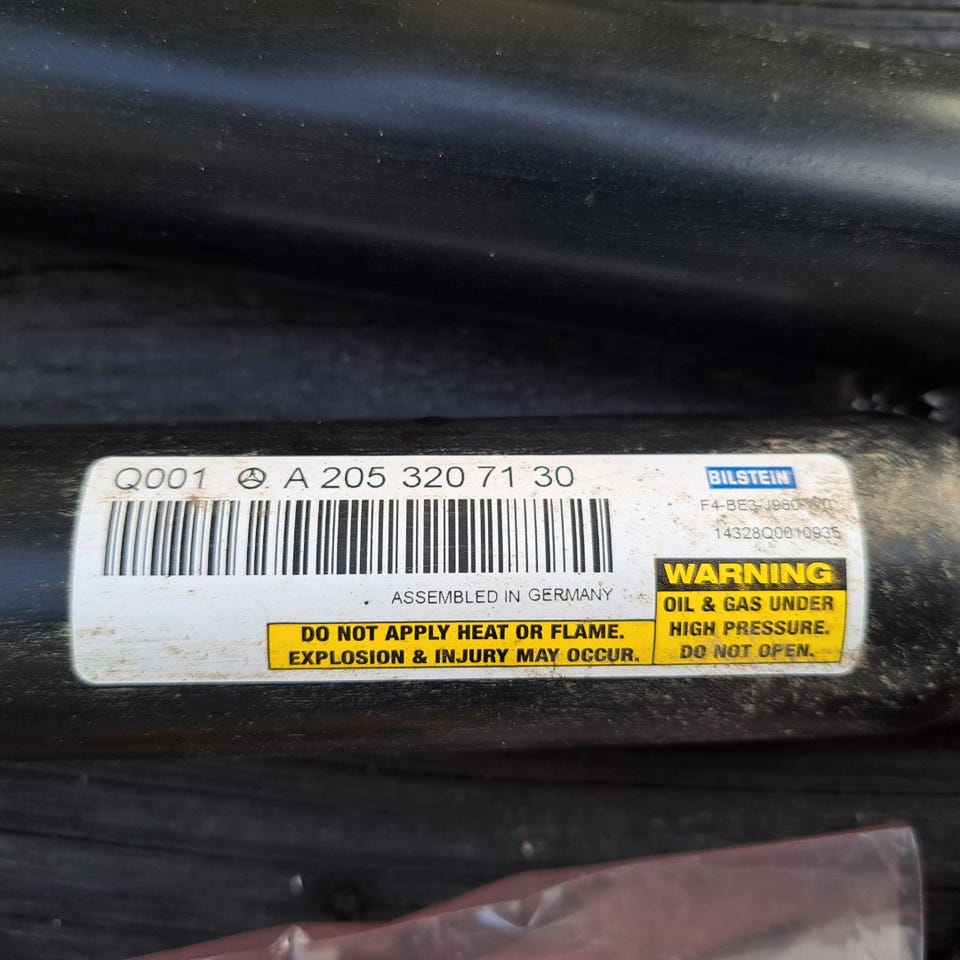 Q001 A 205 320 71 30
BILSTEIN
14328Q0010935
ASSEMBLED IN GERMANY
WARNING
OIL & GAS UNDER
HIGH PRESSURE.
DO NOT OPEN.
DO NOT APPLY HEAT OR FLAME.
EXPLOSION & INJURY MAY OCCUR.